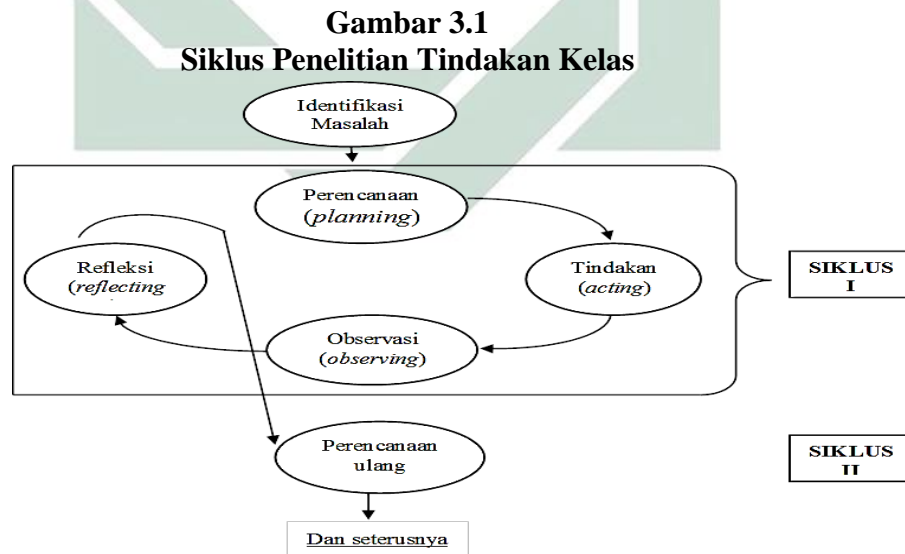 Gambar 3.1
Siklus Penelitian Tindakan Kelas
Identifikasi
Masalah
Perencanaan
(planning)
Tindakan
(acting)
SIKLUS
I
Observasi
(observing)
Refleksi
(reflecting
Perencanaan
ulang
SIKLUS
II
Dan seterusnya